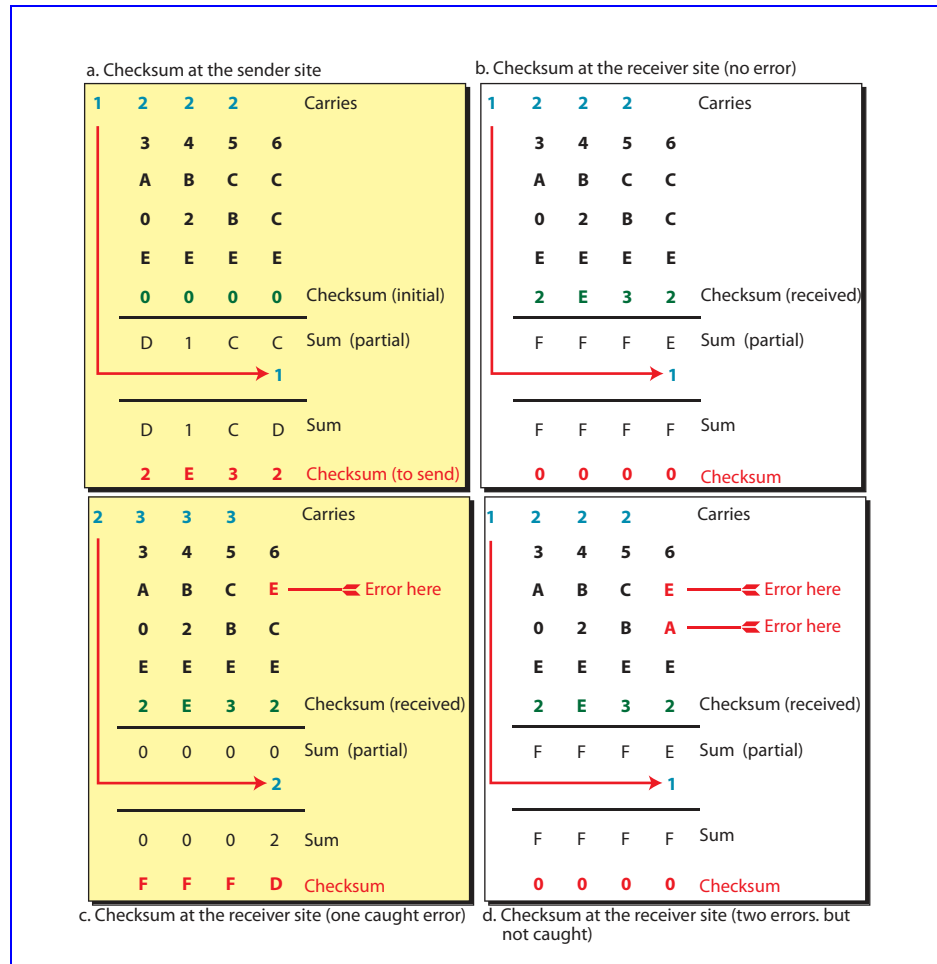 a. Checksum at the sender site
1 2 2 2 Carries
3 4 5 6
A B C C
0 2 B C
E E E E
0 0 0 0 Checksum (initial)
D 1 C C Sum (partial)
1
D 1 C D Sum
2 E 3 2 Checksum (to send)
b. Checksum at the receiver site (no error)
1 2 2 2 Carries
3 4 5 6
A B C C
0 2 B C
E E E E
2 E 3 2 Checksum (received)
F F F E Sum (partial)
1
F F F F Sum
0 0 0 0 Checksum
2 3 3 3 Carries
3 4 5 6
A B C E Error here
0 2 B C
E E E E
2 E 3 2 Checksum (received)
0 0 0 0 Sum (partial)
2
0 0 0 2 Sum
F F F D Checksum
c. Checksum at the receiver site (one caught error)
1 2 2 2 Carries
3 4 5 6
A B C E Error here
0 2 B A Error here
E E E E
2 E 3 2 Checksum (received)
F F F E Sum (partial)
1
F F F F Sum
0 0 0 0 Checksum
d. Checksum at the receiver site (two errors. but
not caught)